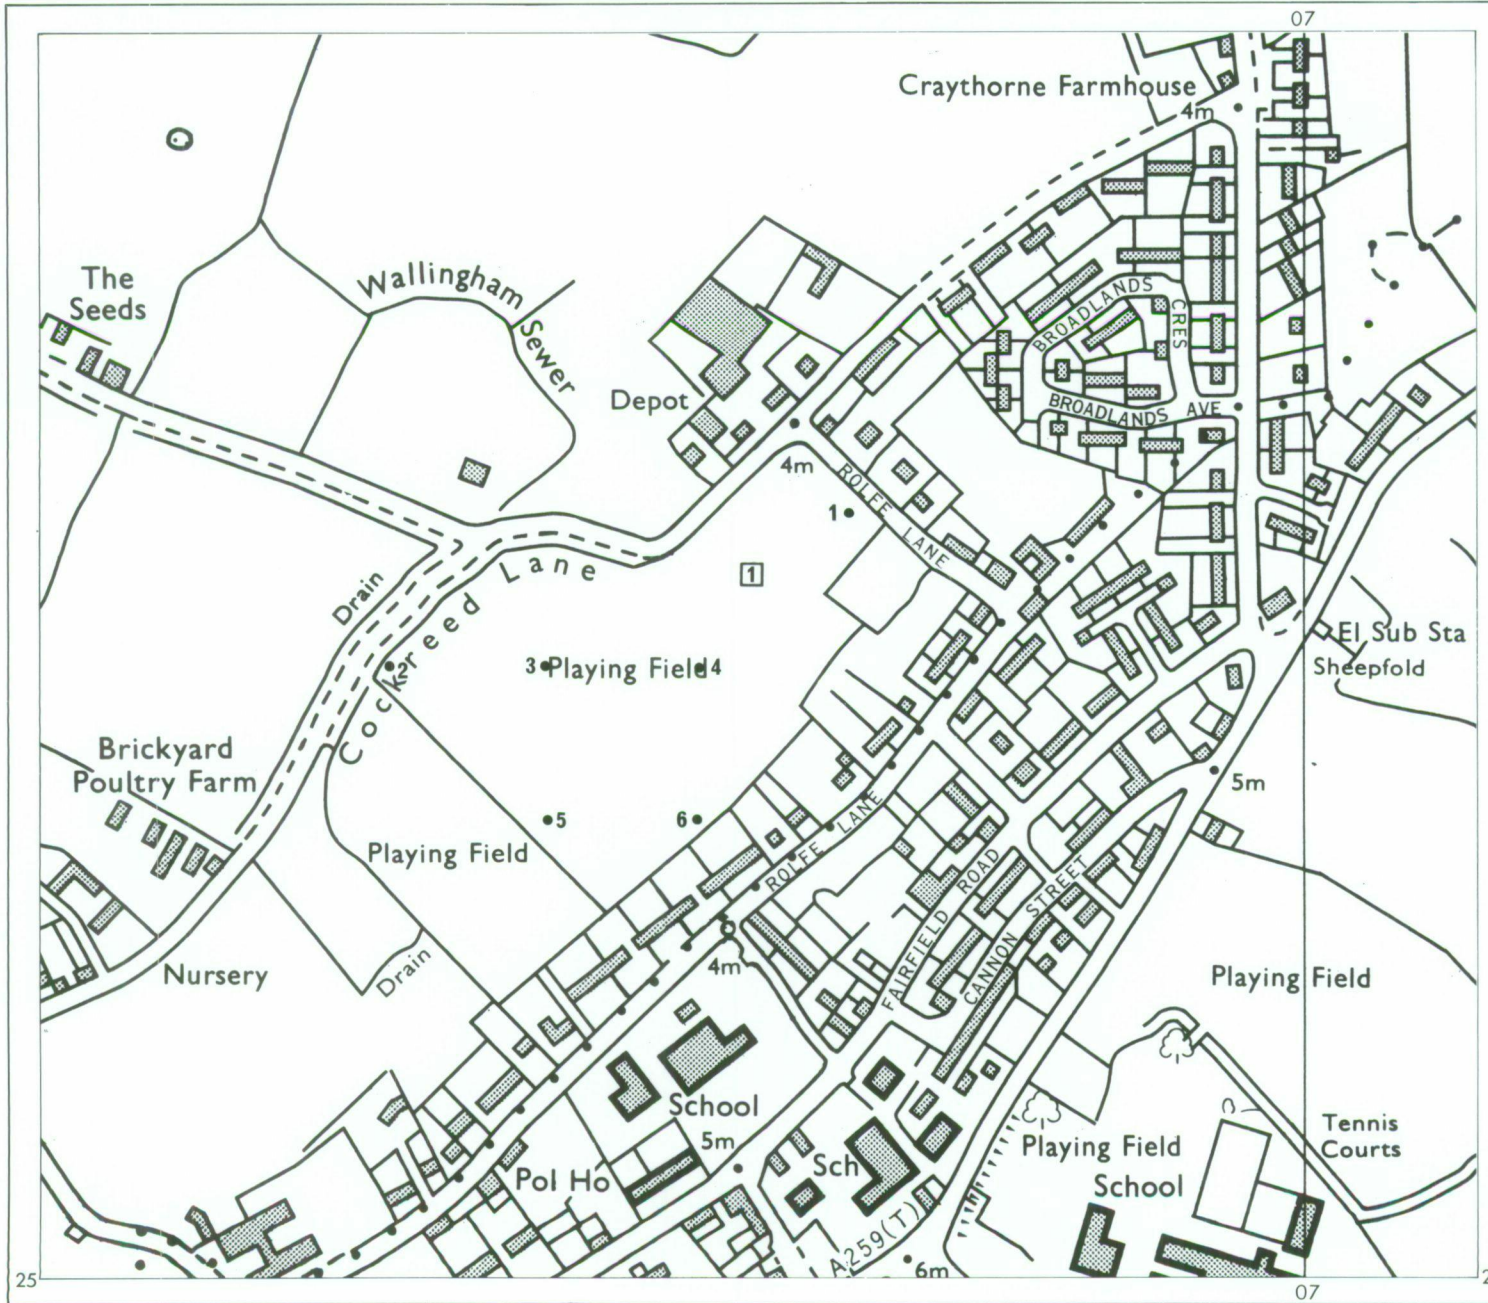 07
Craythorne Farmhouse
4m
The
Seeds
Wallingham
Sewer
BROADLANDS
CRES
BROADLANDS AVE
Depot
4m
ROLFE LANE
1
1
Drain
Cockreed Lane
2
3
Playing Field
4
El Sub Sta
Sheepfold
Brickyard
Poultry Farm
5m
5
6
ROLFE LANE
Playing Field
FAIRFIELD ROAD
CANNON STREET
Nursery
Drain
4m
Playing Field
School
5m
Tennis
Courts
Playing Field
School
Sch
Pol Ho
A259(T)
6m
25
07
2